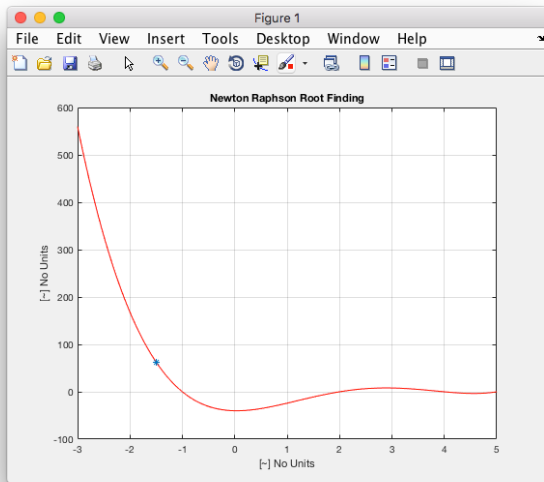 Figure 1
File Edit View Insert Tools Desktop Window Help
Newton Raphson Root Finding
600
500
400
300
200
100
0
-100
[~] No Units
-3 -2 -1 0 1 2 3 4 5
[~] No Units